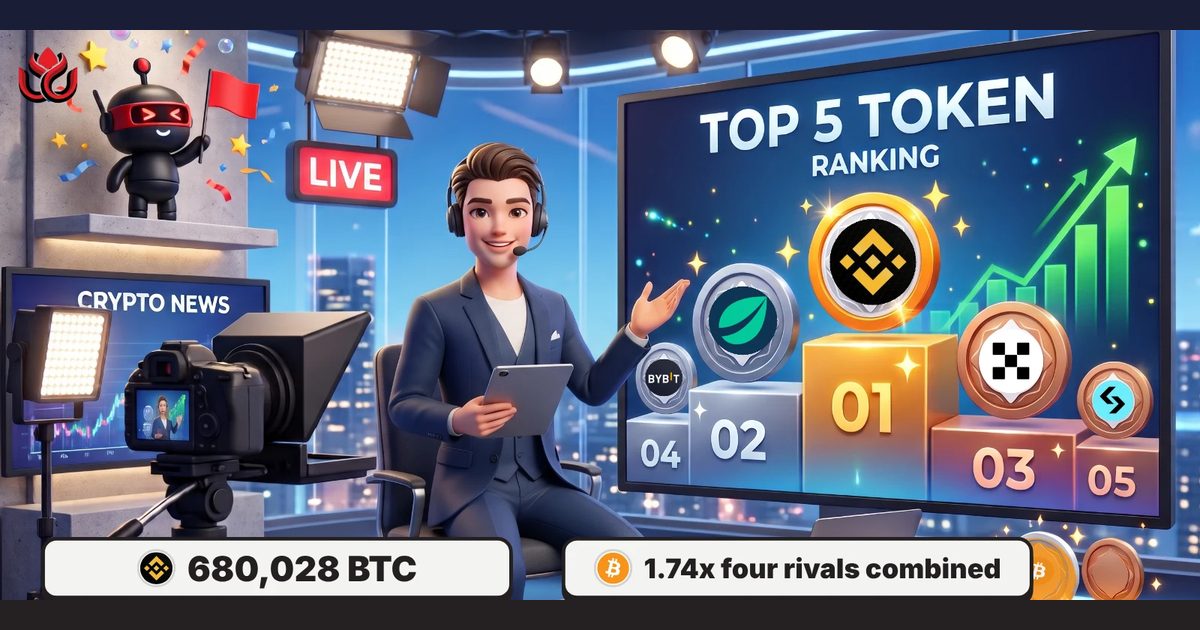 LIVE
CRYPTO NEWS
TOP 5 TOKEN
RANKING
BYBIT
04
02
01
03
05
680,028 BTC
1.74x four rivals combined